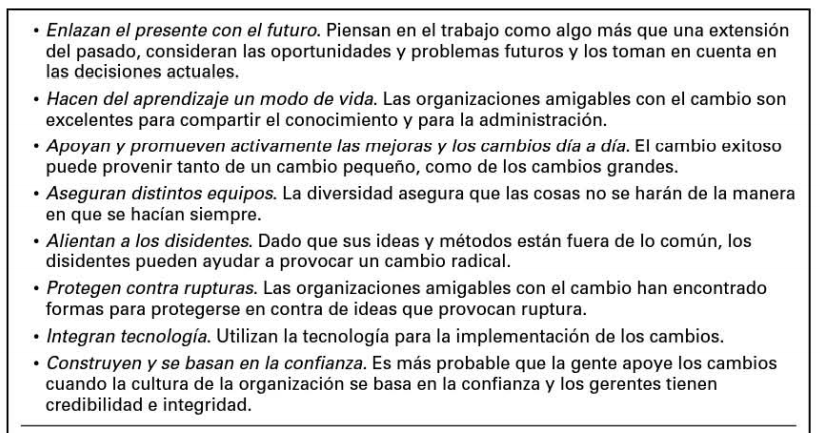 • Enlazan el presente con el futuro. Piensan en el trabajo como algo más que una extensión
del pasado, consideran las oportunidades y problemas futuros y los toman en cuenta en
las decisiones actuales.
• Hacen del aprendizaje un modo de vida. Las organizaciones amigables con el cambio son
excelentes para compartir el conocimiento y para la administración.
• Apoyan y promueven activamente las mejoras y los cambios día a día. El cambio exitoso
puede provenir tanto de un cambio pequeño, como de los cambios grandes.
• Aseguran distintos equipos. La diversidad asegura que las cosas no se harán de la manera
en que se hacían siempre.
• Alientan a los disidentes. Dado que sus ideas y métodos están fuera de lo común, los
disidentes pueden ayudar a provocar un cambio radical.
• Protegen contra rupturas. Las organizaciones amigables con el cambio han encontrado
formas para protegerse en contra de ideas que provocan ruptura.
• Integran tecnología. Utilizan la tecnología para la implementación de los cambios.
• Construyen y se basan en la confianza. Es más probable que la gente apoye los cambios
cuando la cultura de la organización se basa en la confianza y los gerentes tienen
credibilidad e integridad.